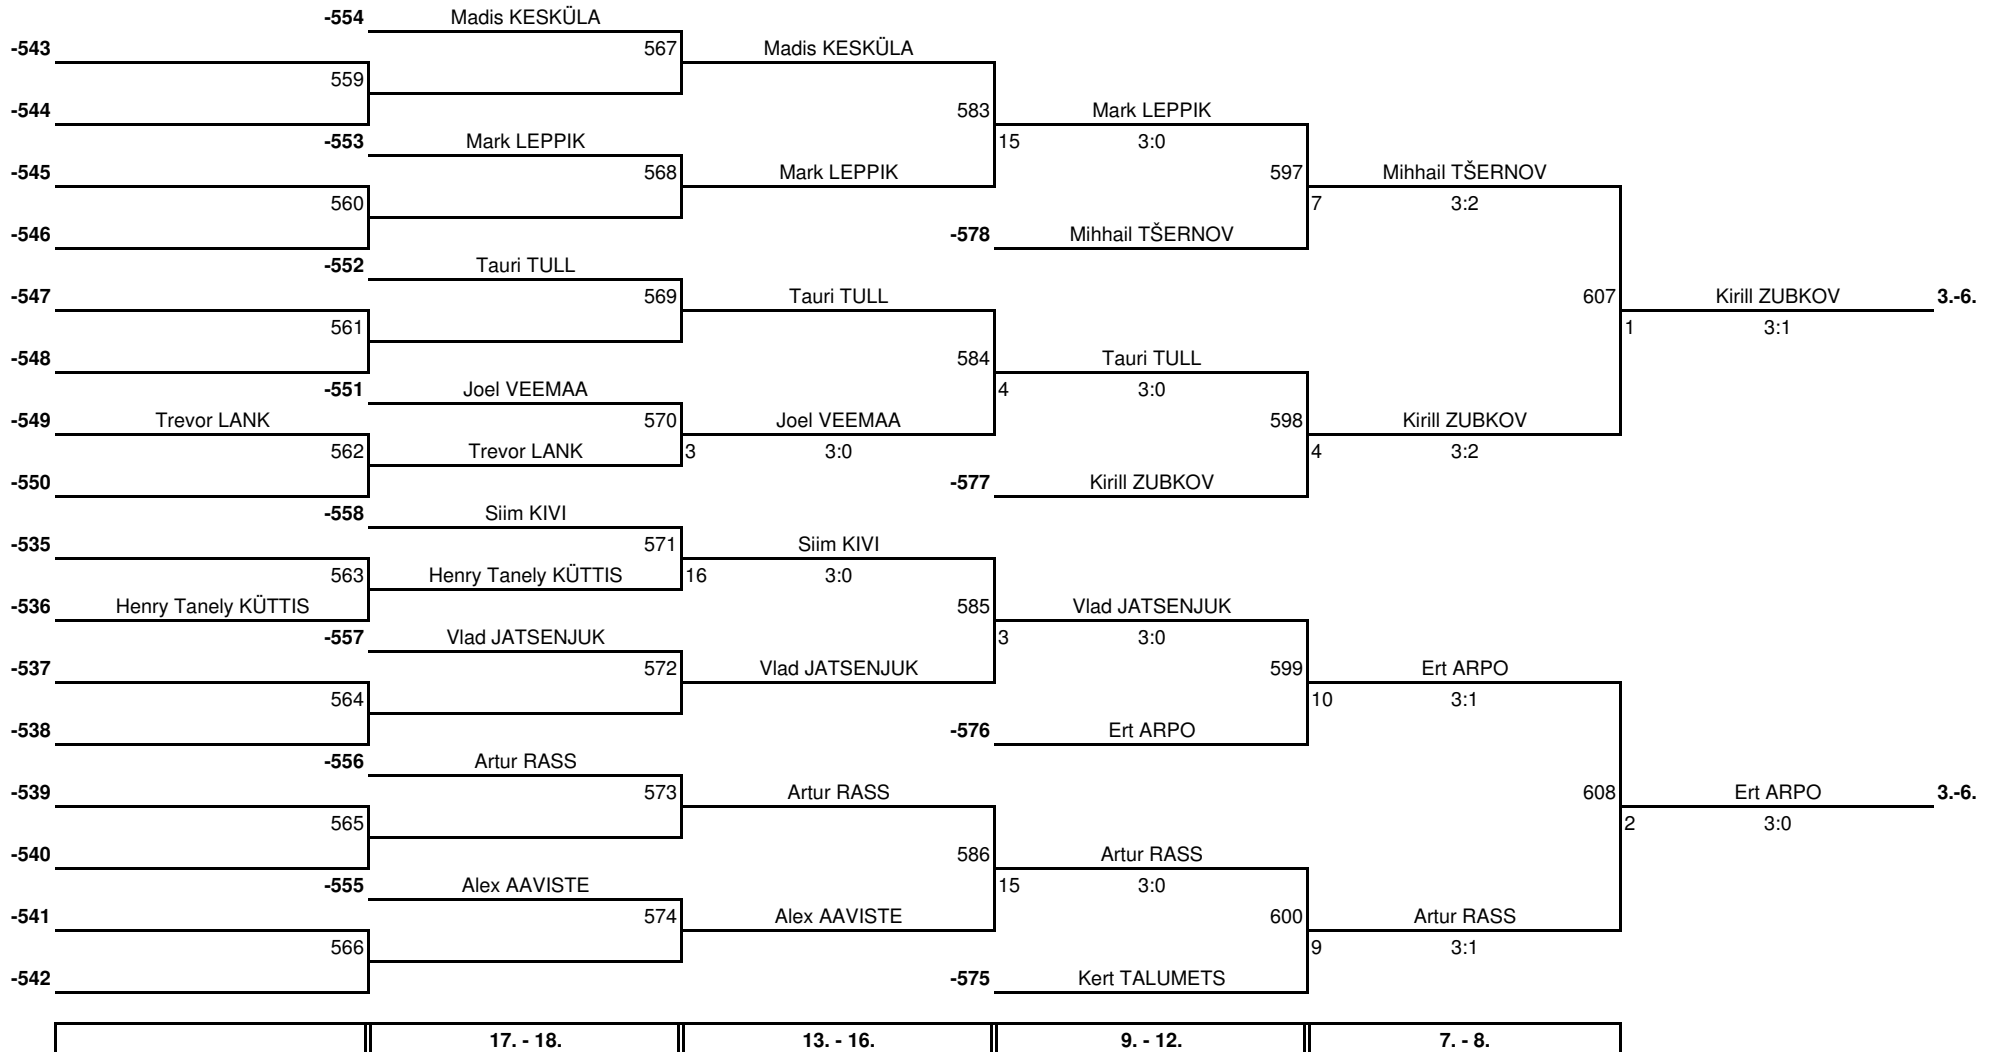 -554 Madis KESKÜLA
-543 567 Madis KESKÜLA
559
-544 583 Mark LEPPIK
-553 Mark LEPPIK 15 3:0
-545 568 Mark LEPPIK 597 Mihhail TŠERNOV
560 7 3:2
-546 -578 Mihhail TŠERNOV
-552 Tauri TULL
-547 569 Tauri TULL 607 Kirill ZUBKOV 3.-6.
561 1 3:1
-548 584 Tauri TULL
-551 Joel VEEMAA 4 3:0
-549 Trevor LANK 570 Joel VEEMAA 598 Kirill ZUBKOV
562 Trevor LANK 3 3:0 4 3:2
-550 -577 Kirill ZUBKOV
-558 Siim KIVI
-535 571 Siim KIVI
563 Henry Tanely KÜTTIS 16 3:0
-536 Henry Tanely KÜTTIS 585 Vlad JATSENJUK
-557 Vlad JATSENJUK 3 3:0
-537 572 Vlad JATSENJUK 599 Ert ARPO
564 10 3:1
-538 -576 Ert ARPO
-556 Artur RASS
-539 573 Artur RASS 608 Ert ARPO 3.-6.
565 2 3:0
-540 586 Artur RASS
-555 Alex AAVISTE 15 3:0
-541 574 Alex AAVISTE 600 Artur RASS
566 9 3:1
-542 -575 Kert TALUMETS
17. - 18. 13. - 16. 9. - 12. 7. - 8.